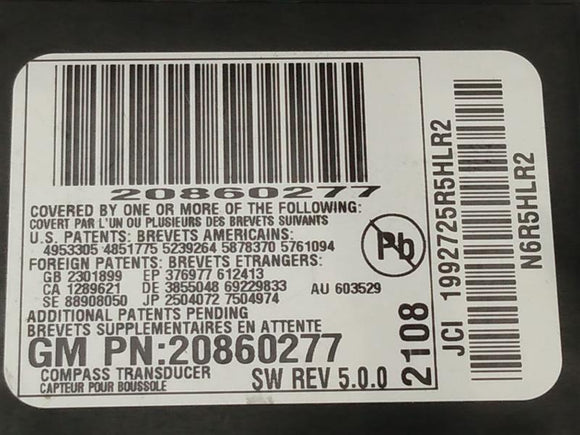 20860277
COVERED BY ONE OR MORE OF THE FOLLOWING:
COVERT PAR L'UN OU PLUSIEURS DES BREVETS SUIVANTS
U.S. PATENTS: BREVETS AMERICAINS:
4953305 4851775 5239264 5878370 5761094
FOREIGN PATENTS: BREVETS ETRANGERS:
GB 2301899 EP 376977 612413
CA 1289621 DE 3855048 69229833 AU 603529
SE 88908050 JP 2504072 7504974
ADDITIONAL PATENTS PENDING
BREVETS SUPPLEMENTAIRES EN ATTENTE
GM PN:20860277
COMPASS TRANSDUCER SW REV 5.0.0
CAPTEUR POUR BOUSSOLE
Pb
2108
JCI 1992725R5HLR2
N6R5HLR2